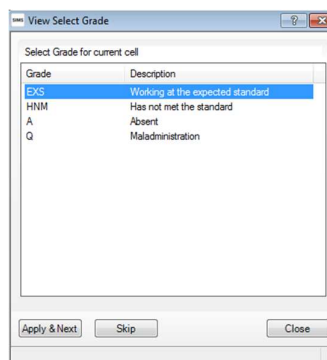 SIMS View Select Grade
Select Grade for current cell
Grade Description
EXS Working at the expected standard
HNM Has not met the standard
A Absent
Q Maladministration
Apply & Next Skip Close